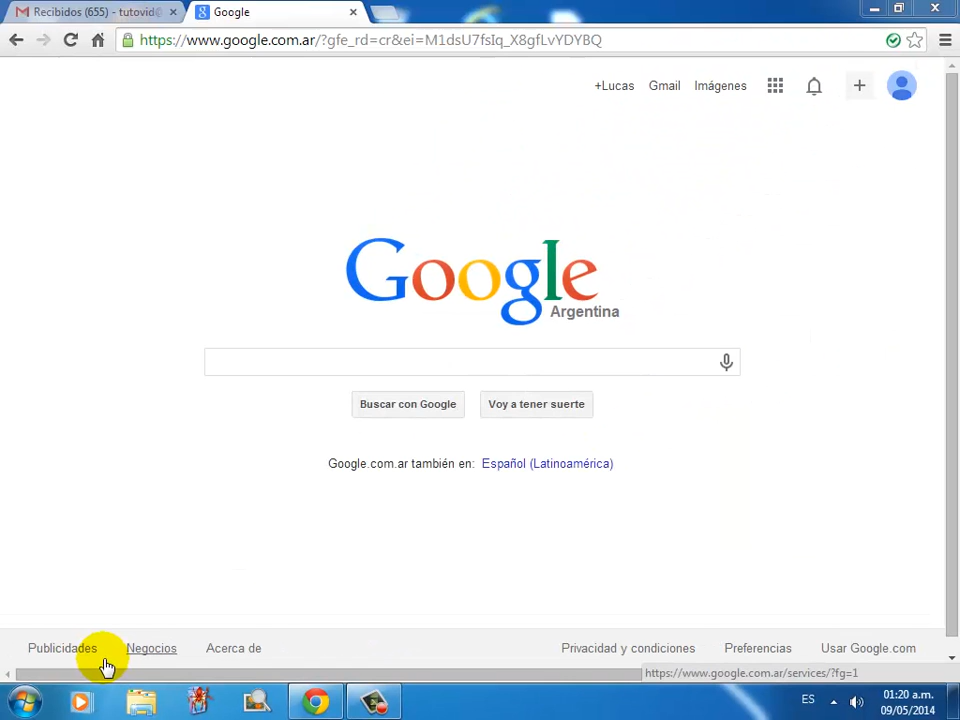 Recibidos (655) - tutovid@
Google
https://www.google.com.ar/?gfe_rd=cr&ei=M1dsU7fsIq_X8gfLvYDYBQ
+Lucas Gmail Imágenes
Google
Argentina
Buscar con Google Voy a tener suerte
Google.com.ar también en: Español (Latinoamérica)
Publicidades Negocios Acerca de Privacidad y condiciones Preferencias Usar Google.com
https://www.google.com.ar/services/?fg=1
ES
01:20 a.m.
09/05/2014